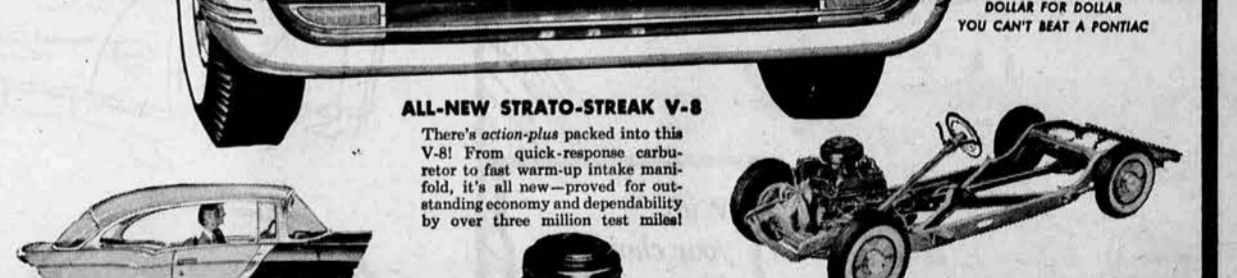 DOLLAR FOR DOLLAR
YOU CAN'T BEAT A PONTIAC
ALL-NEW STRATO-STREAK V-8
There's action-plus packed into this
V-8! From quick-response carbu-
retor to fast warm-up intake mani-
fold, it's all new—proved for out-
standing economy and dependability
by over three million test miles!